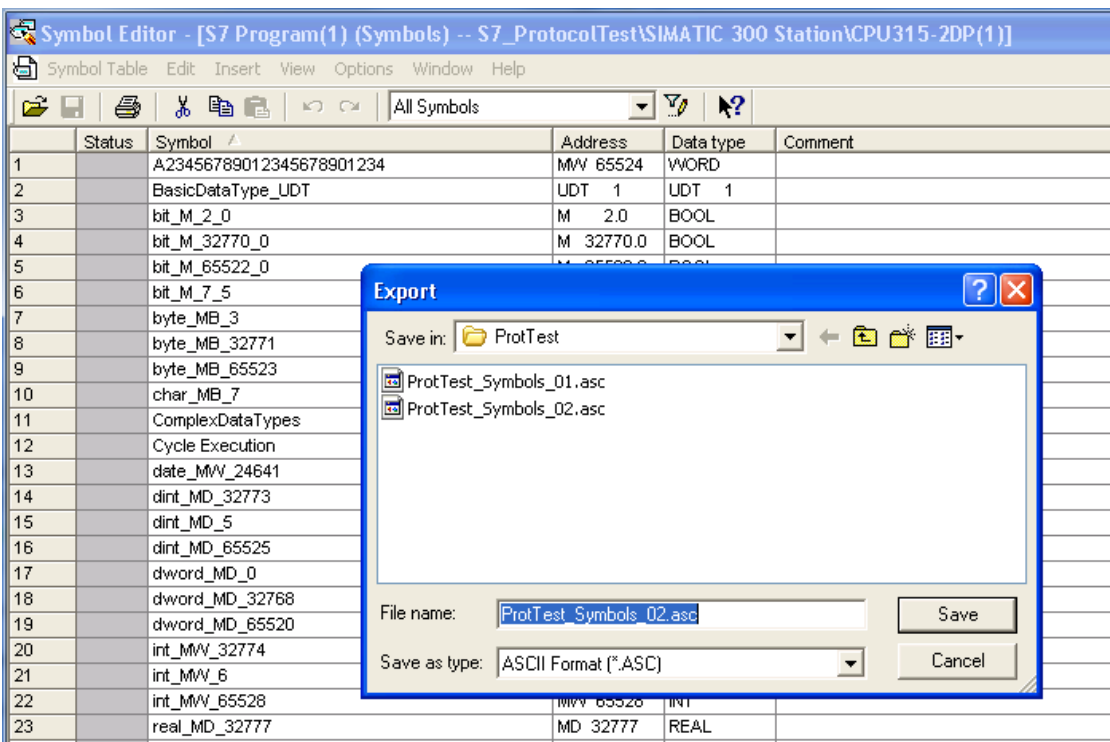 Symbol Editor - [S7 Program(1) (Symbols) -- S7_ProtocolTest\SIMATIC 300 Station\CPU315-2DP(1)]
Symbol Table Edit Insert View Options Window Help
All Symbols
Status Symbol Address Data type Comment
1 A23456789012345678901234 MW 65524 WORD
2 BasicDataType_UDT UDT 1 UDT 1
3 bit_M_2_0 M 2.0 BOOL
4 bit_M_32770_0 M 32770.0 BOOL
5 bit_M_65522_0
6 bit_M_7_5
7 byte_MB_3
8 byte_MB_32771
9 byte_MB_65523
10 char_MB_7
11 ComplexDataTypes
12 Cycle Execution
13 date_MW_24641
14 dint_MD_32773
15 dint_MD_5
16 dint_MD_65525
17 dword_MD_0
18 dword_MD_32768
19 dword_MD_65520
20 int_MW_32774
21 int_MW_6
22 int_MW_65528 MW 65528 INT
23 real_MD_32777 MD 32777 REAL
Export
Save in: ProtTest
ProtTest_Symbols_01.asc
ProtTest_Symbols_02.asc
File name: ProtTest_Symbols_02.asc Save
Save as type: ASCII Format (*.ASC) Cancel